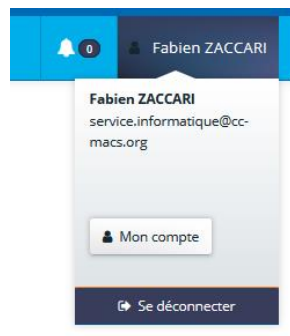 0 Fabien ZACCARI
Fabien ZACCARI
service.informatique@cc-
macs.org
Mon compte
Se déconnecter